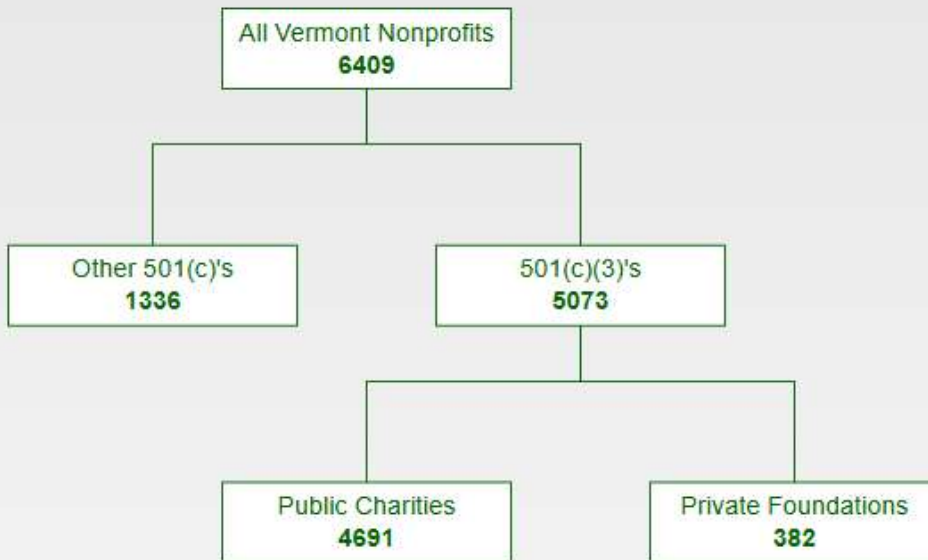 All Vermont Nonprofits
6409
Other 501(c)'s
1336
501(c)(3)'s
5073
Public Charities
4691
Private Foundations
382